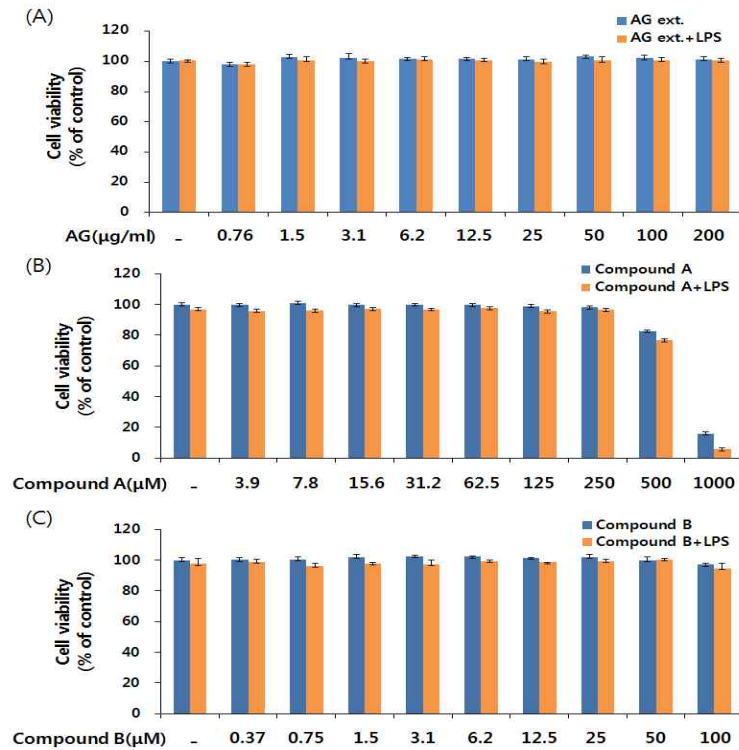 (A)
120
100
80
60
40
20
0
Cell viability
(% of control)
AG ext.
AG ext.+LPS
AG(μg/ml) - 0.76 1.5 3.1 6.2 12.5 25 50 100 200
(B)
120
100
80
60
40
20
0
Cell viability
(% of control)
Compound A
Compound A+LPS
Compound A(μM) - 3.9 7.8 15.6 31.2 62.5 125 250 500 1000
(C)
120
100
80
60
40
20
0
Cell viability
(% of control)
Compound B
Compound B+LPS
Compound B(μM) - 0.37 0.75 1.5 3.1 6.2 12.5 25 50 100